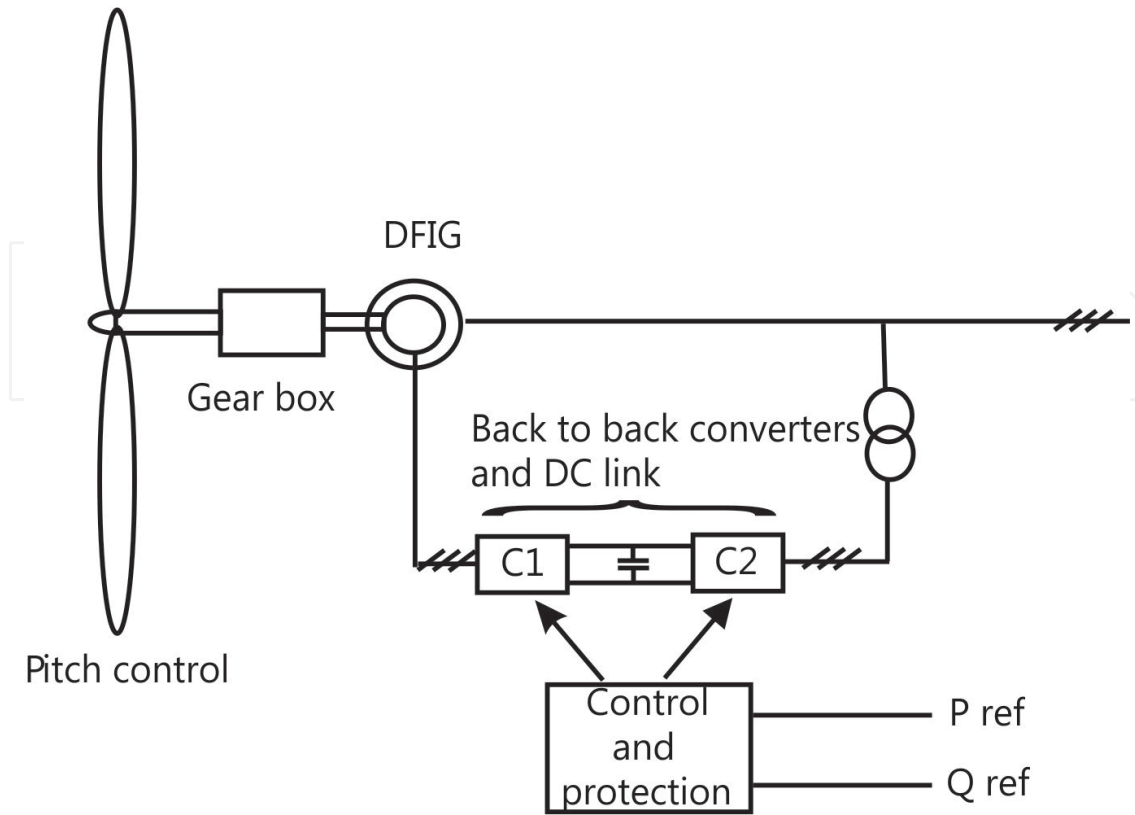 DFIG
Gear box
Back to back converters
and DC link
C1
C2
Pitch control
Control
and
protection
P ref
Q ref